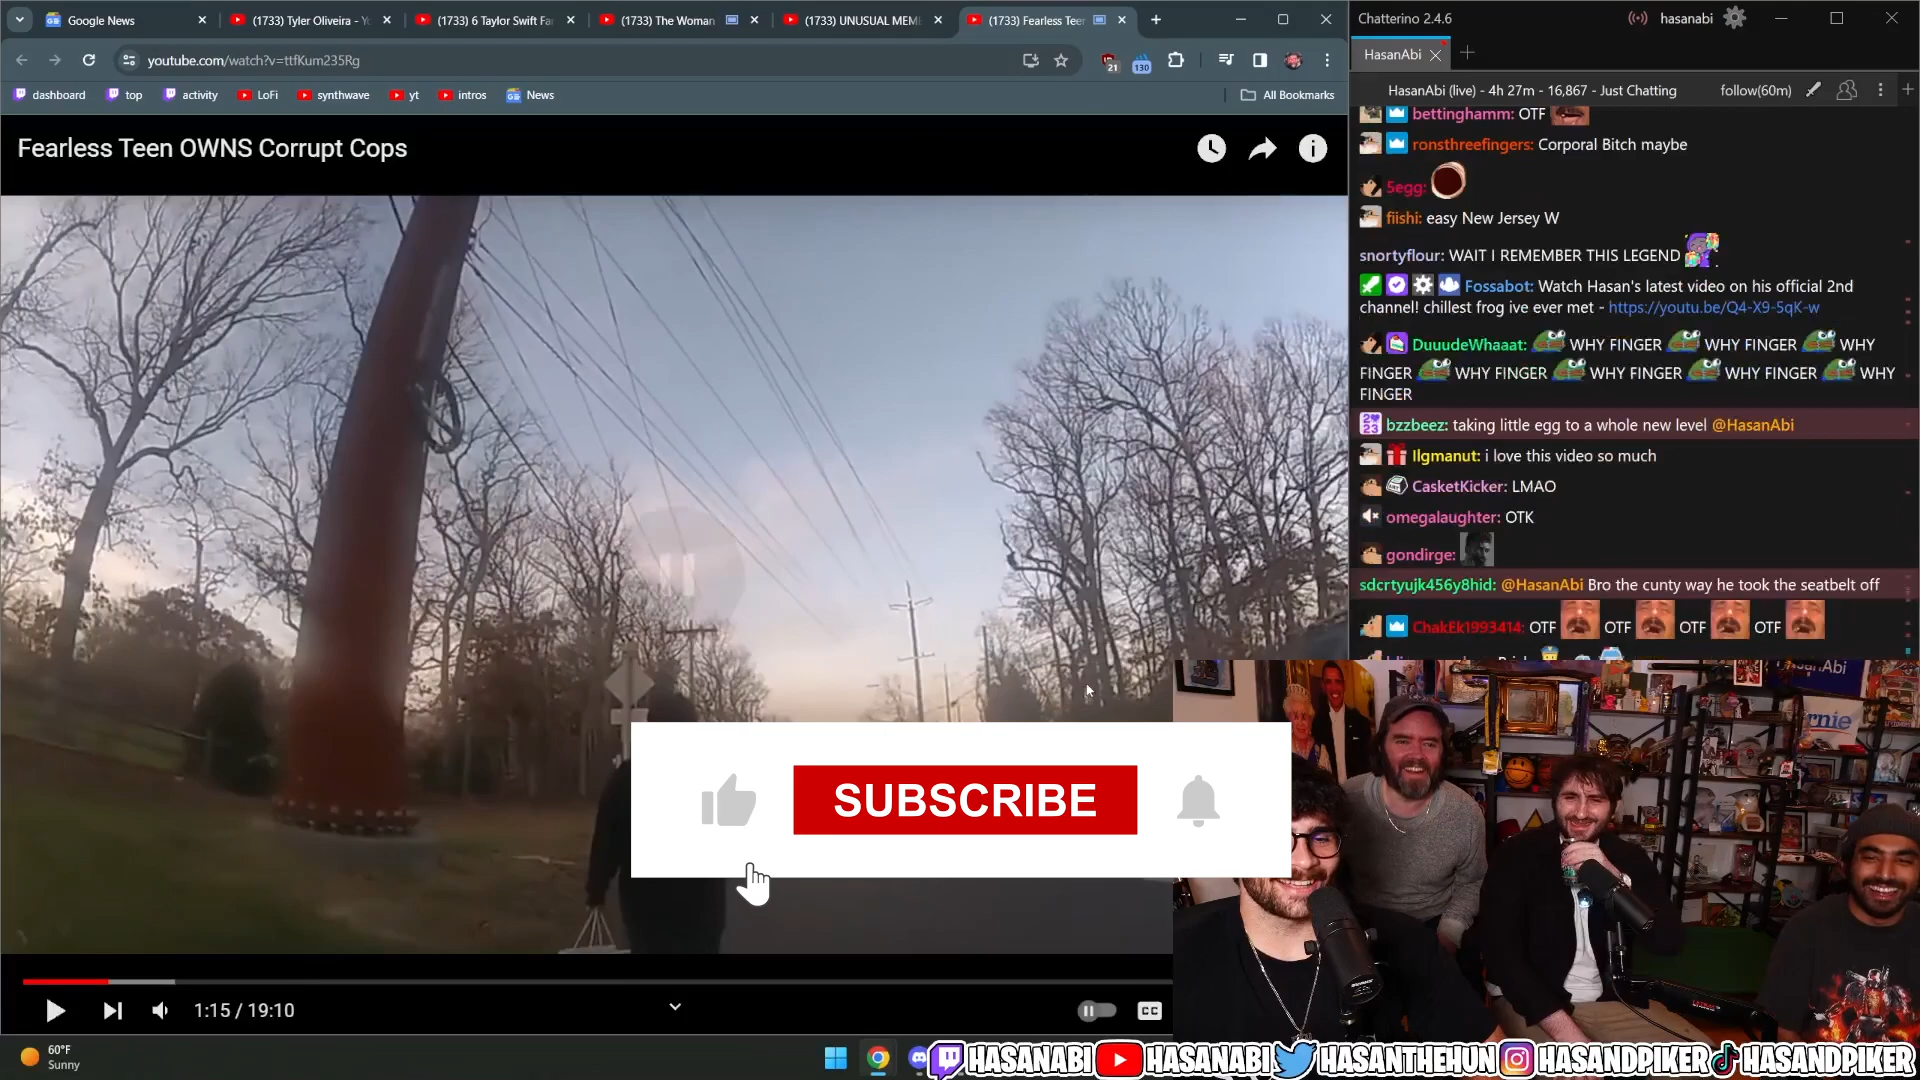 Google News
(1733) Tyler Oliveira - Yo
(1733) 6 Taylor Swift Fan
(1733) The Woman
(1733) UNUSUAL MEM
(1733) Fearless Teen
Chatterino 2.4.6
hasanabi
youtube.com/watch?v=ttfKum235Rg
21
130
HasanAbi
dashboard
top
activity
LoFi
synthwave
yt
intros
News
All Bookmarks
HasanAbi (live) - 4h 27m - 16,867 - Just Chatting
follow(60m)
Fearless Teen OWNS Corrupt Cops
bettinghamm: OTF
ronsthreefingers: Corporal Bitch maybe
5egg:
fiishi: easy New Jersey W
snortyflour: WAIT I REMEMBER THIS LEGEND
Fossabot: Watch Hasan's latest video on his official 2nd
channel! chillest frog ive ever met - https://youtu.be/Q4-X9-5qK-w
DuuudeWhaaat: WHY FINGER WHY FINGER WHY
FINGER WHY FINGER WHY FINGER WHY FINGER WHY
FINGER
bzzbeez: taking little egg to a whole new level @HasanAbi
Ilgmanut: i love this video so much
CasketKicker: LMAO
omegalaughter: OTK
gondirge:
sdcrtyujk456y8hid: @HasanAbi Bro the cunty way he took the seatbelt off
ChakEk1993414: OTF OTF OTF OTF
SUBSCRIBE
1:15 / 19:10
CC
60°F
Sunny
HASANABI
HASANABI
HASANTHEHUN
HASANDPIKER
HASANDPIKER